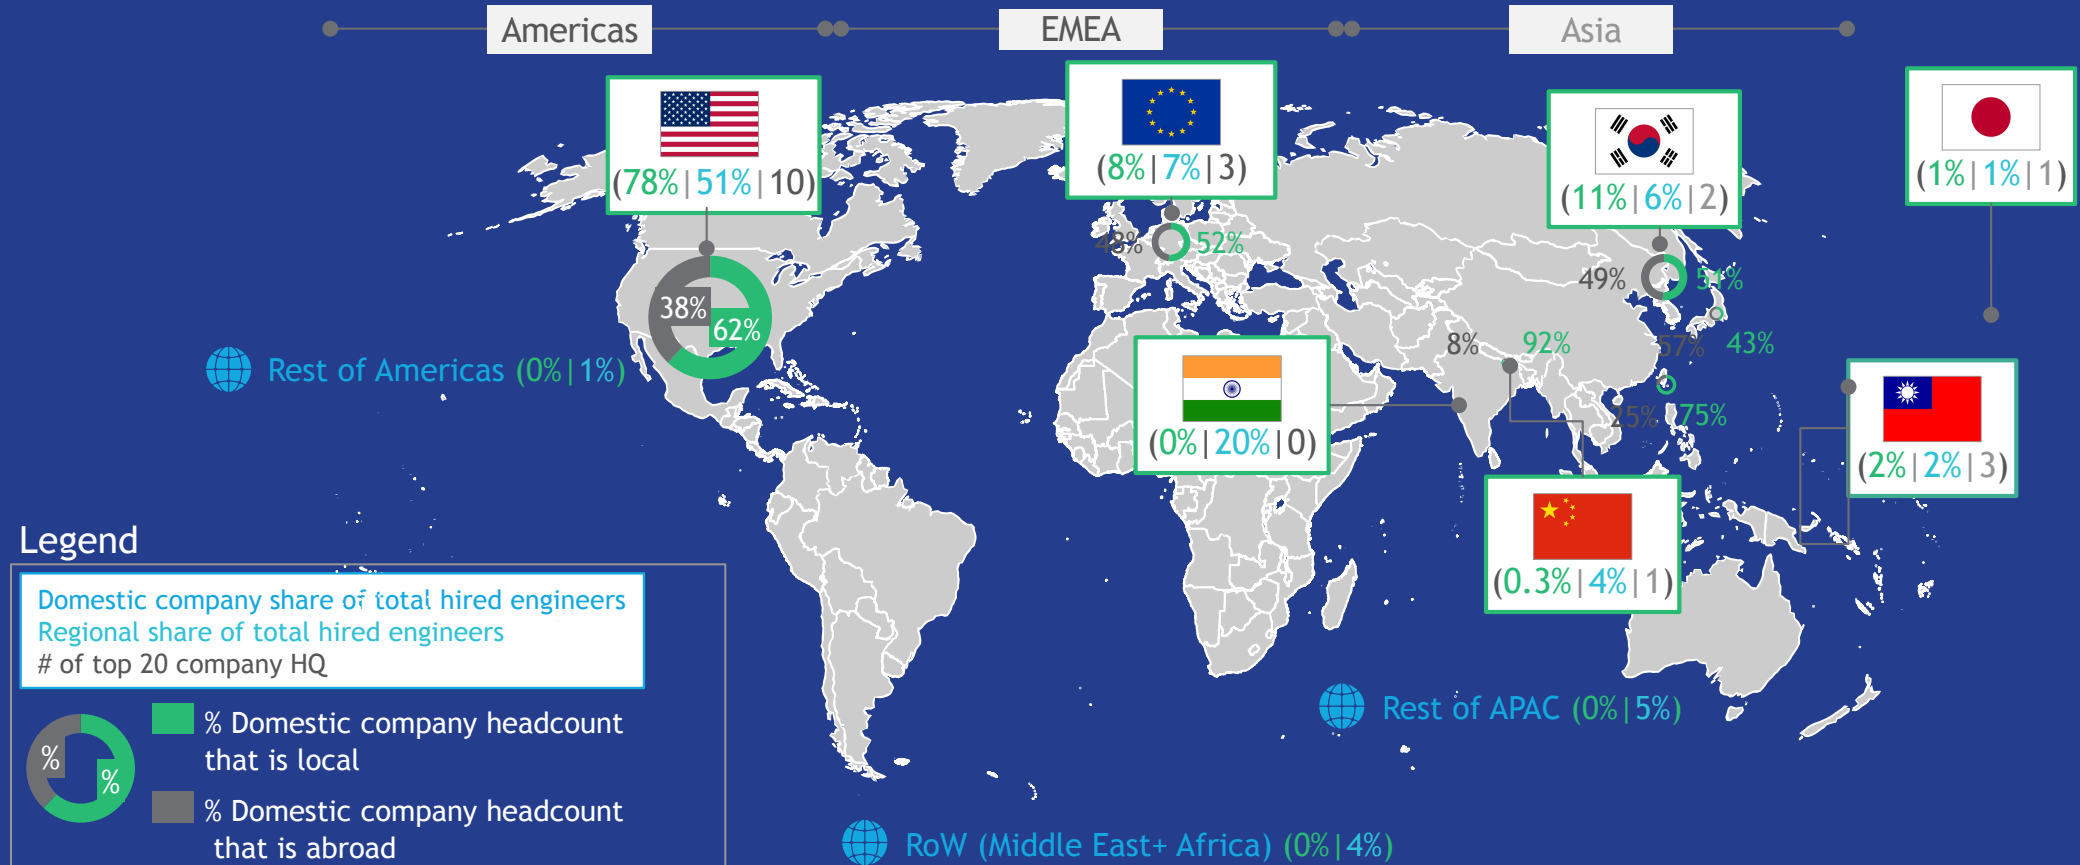 Americas
EMEA
Asia
(78%|51%|10)
(8%|7%|3)
(11%|6%|2)
(1%|1%|1)
48%
52%
49%
51%
38%
62%
8%
92%
57%
43%
Rest of Americas (0%|1%)
25%
75%
(0%|20%|0)
(2%|2%|3)
(0.3%|4%|1)
Legend
Domestic company share of total hired engineers
Regional share of total hired engineers
# of top 20 company HQ
Rest of APAC (0%|5%)
%
%
% Domestic company headcount
that is local
% Domestic company headcount
that is abroad
RoW (Middle East+ Africa) (0%|4%)